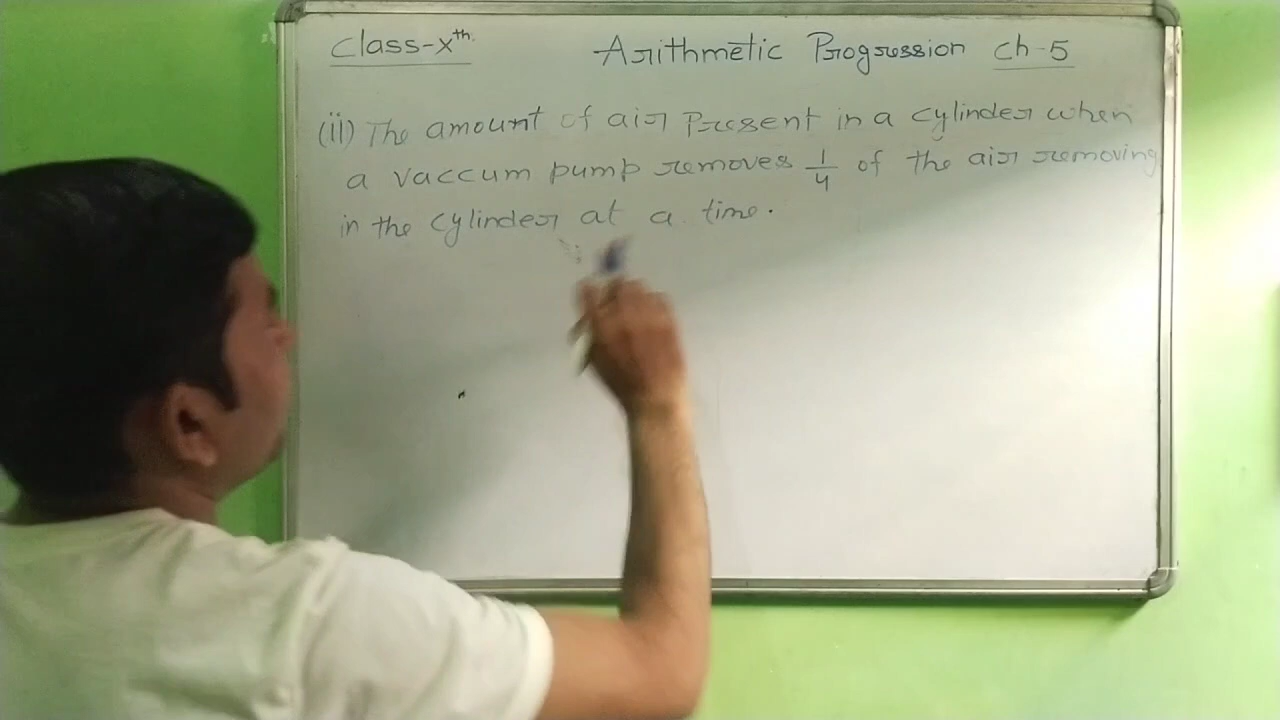 Class-Xth. Arithmetic Progression Ch-5
(ii) The amount of air Present in a cylinder when
a vaccum pump removes 1/4 of the air removing
in the cylinder at a time.